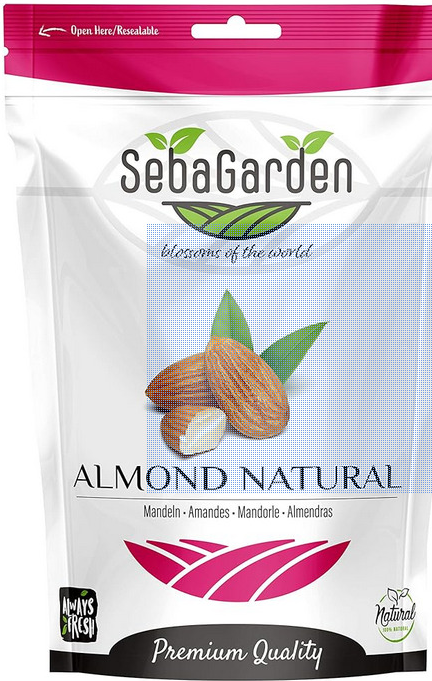 Open Here/Resealable
SebaGarden
blossoms of the world
ALMOND NATURAL
Mandeln • Amandes • Mandorle • Almendras
ALWAYS FRESH
Natural
100% NATURAL
Premium Quality